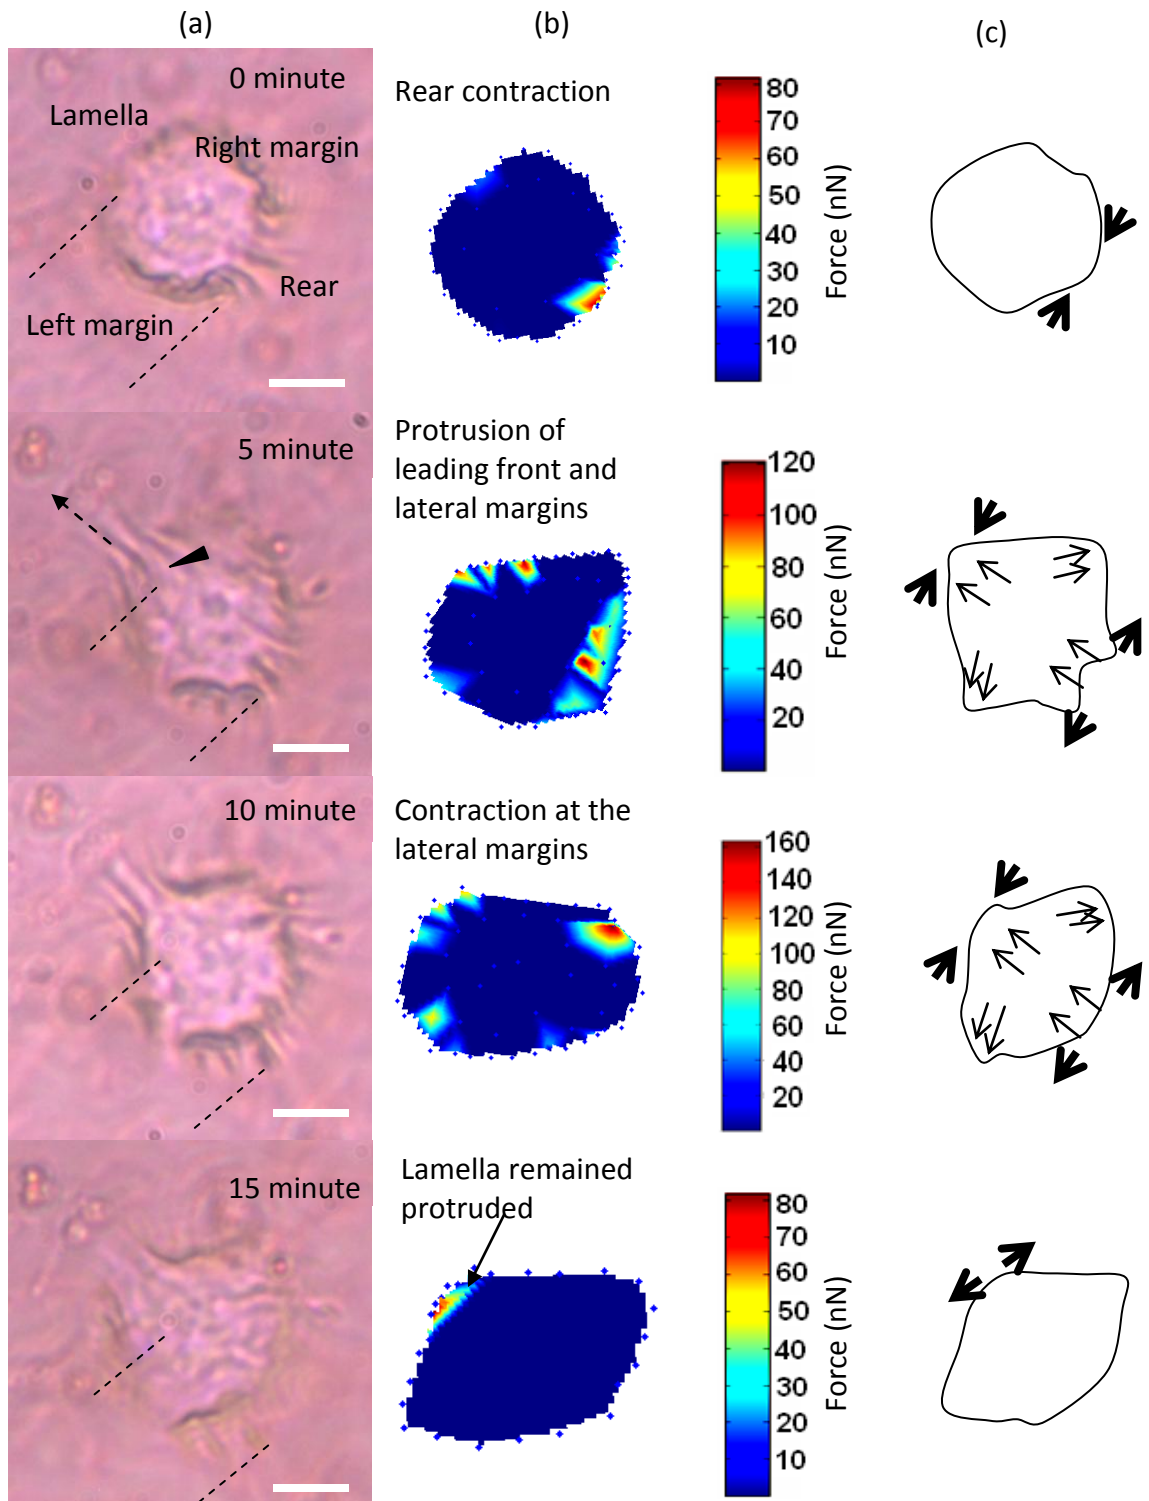 (a)
(b)
(c)
0 minute
Lamella
Right margin
Rear
Left margin
Rear contraction
80
70
60
50
40
30
20
10
Force (nN)
5 minute
Protrusion of
leading front and
lateral margins
120
100
80
60
40
20
Force (nN)
10 minute
Contraction at the
lateral margins
160
140
120
100
80
60
40
20
Force (nN)
15 minute
Lamella remained
protruded
80
70
60
50
40
30
20
10
Force (nN)